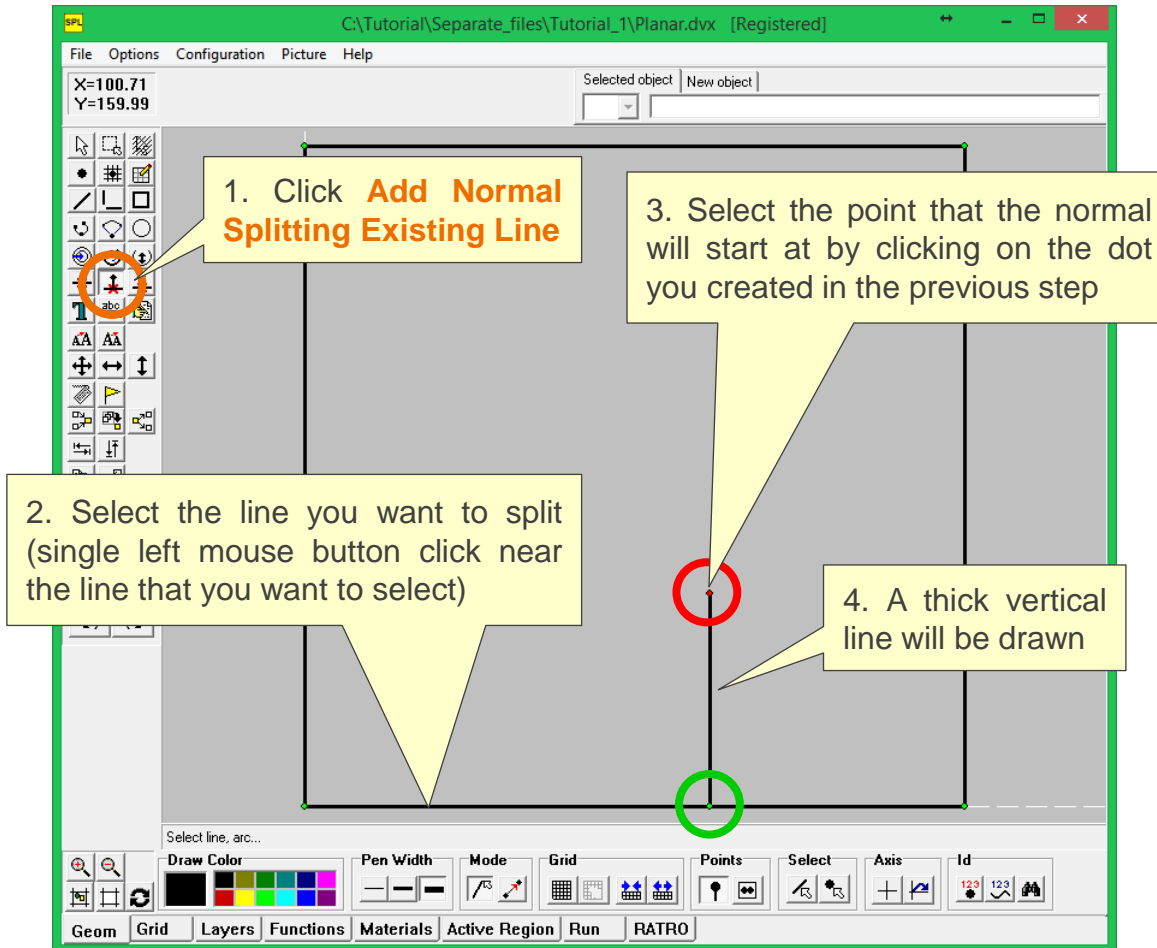 SPL
C:\Tutorial\Separate_files\Tutorial_1\Planar.dvx [Registered]
File Options Configuration Picture Help
X=100.71
Y=159.99
Selected object New object
1. Click Add Normal
Splitting Existing Line
3. Select the point that the normal
will start at by clicking on the dot
you created in the previous step
abc
2. Select the line you want to split
(single left mouse button click near
the line that you want to select)
4. A thick vertical
line will be drawn
Select line, arc...
Draw Color Pen Width Mode Grid Points Select Axis Id
123 123
Geom Grid Layers Functions Materials Active Region Run RATRO